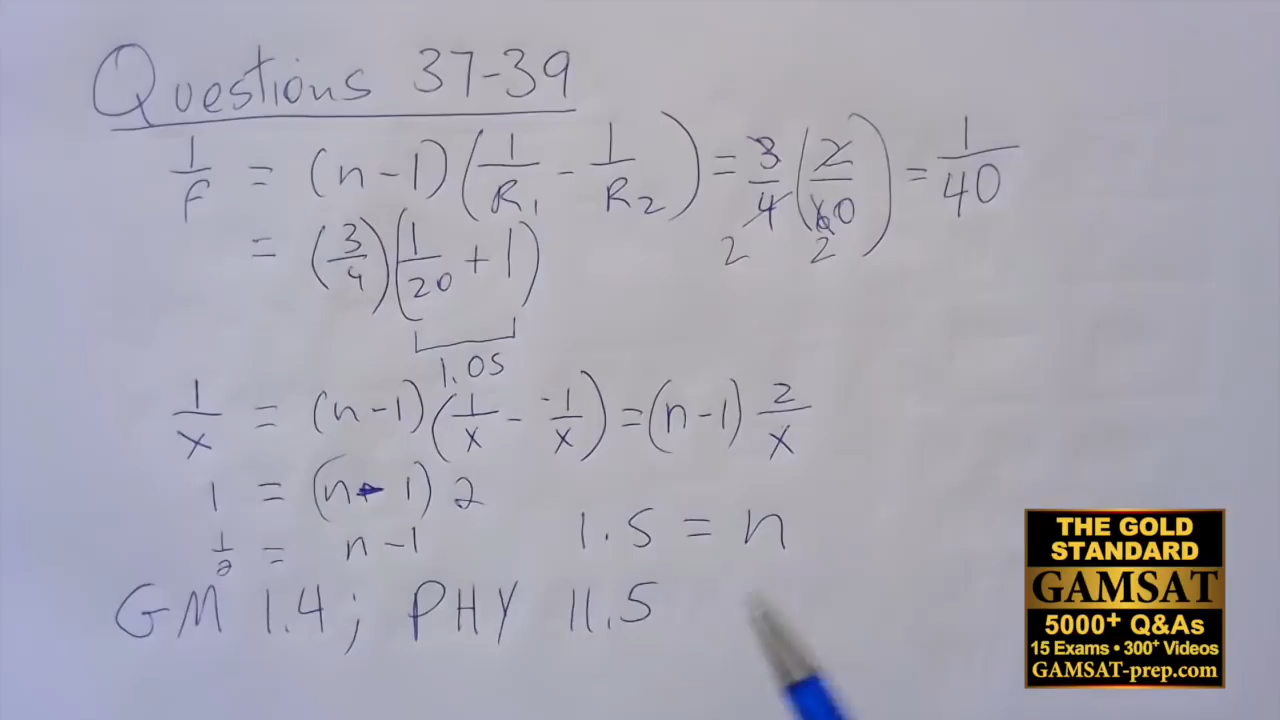 Questions 37-39
1/f = (n-1)(1/R₁ - 1/R₂) = 3/4 (2/60) = 1/40
2 2
= (3/4)(1/20 + 1)
1.05
1/x = (n-1)(1/x - -1/x) = (n-1) 2/x
1 = (n-1) 2
1/2 = n-1
1.5 = n
GM 1.4; PHY 11.5
THE GOLD
STANDARD
GAMSAT
5000+ Q&As
15 Exams • 300+ Videos
GAMSAT-prep.com